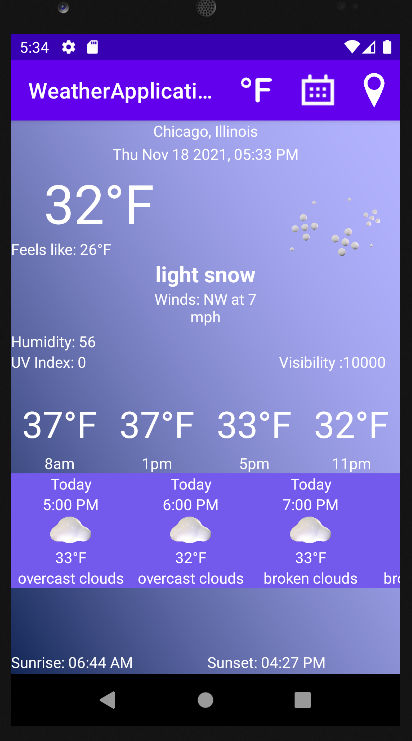 5:34
WeatherApplicati... °F
Chicago, Illinois
Thu Nov 18 2021, 05:33 PM
32°F
Feels like: 26°F
light snow
Winds: NW at 7
mph
Humidity: 56
UV Index: 0 Visibility :10000
37°F 37°F 33°F 32°F
8am 1pm 5pm 11pm
Today Today Today
5:00 PM 6:00 PM 7:00 PM
33°F 32°F 33°F
overcast clouds overcast clouds broken clouds bro
Sunrise: 06:44 AM Sunset: 04:27 PM